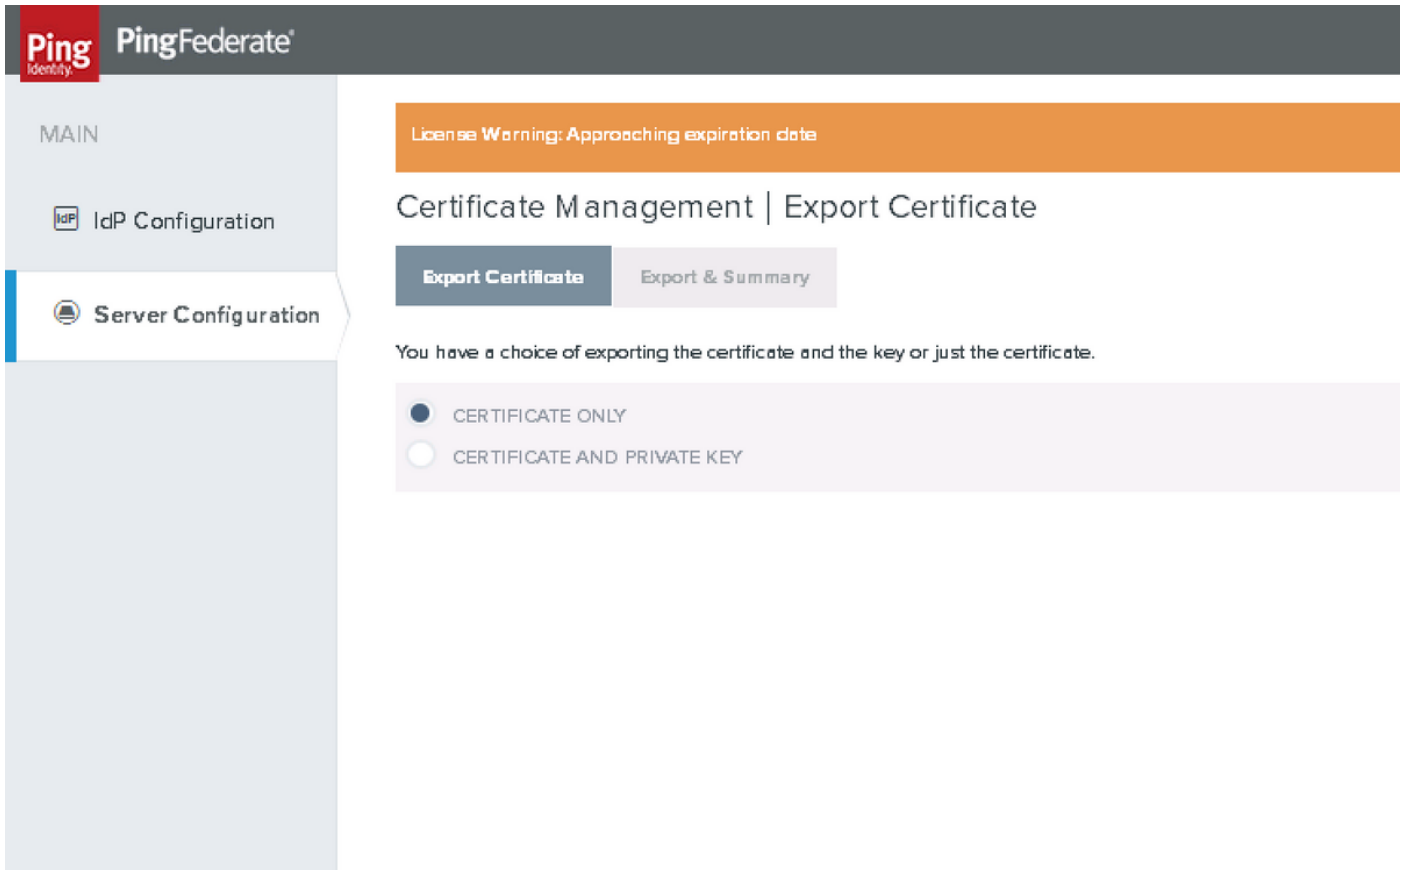 Ping
Identity.
PingFederate®
MAIN
License Warning: Approaching expiration date
IdP
IdP Configuration
Certificate Management | Export Certificate
Export Certificate
Export & Summary
Server Configuration
You have a choice of exporting the certificate and the key or just the certificate.
CERTIFICATE ONLY
CERTIFICATE AND PRIVATE KEY